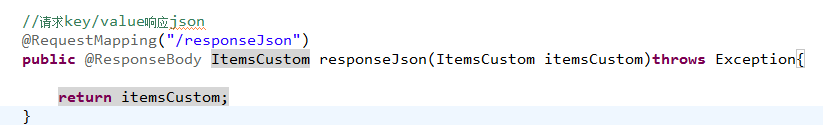 //请求key/value响应json
@RequestMapping("/responseJson")
public @ResponseBody ItemsCustom responseJson(ItemsCustom itemsCustom)throws Exception{
return itemsCustom;
}